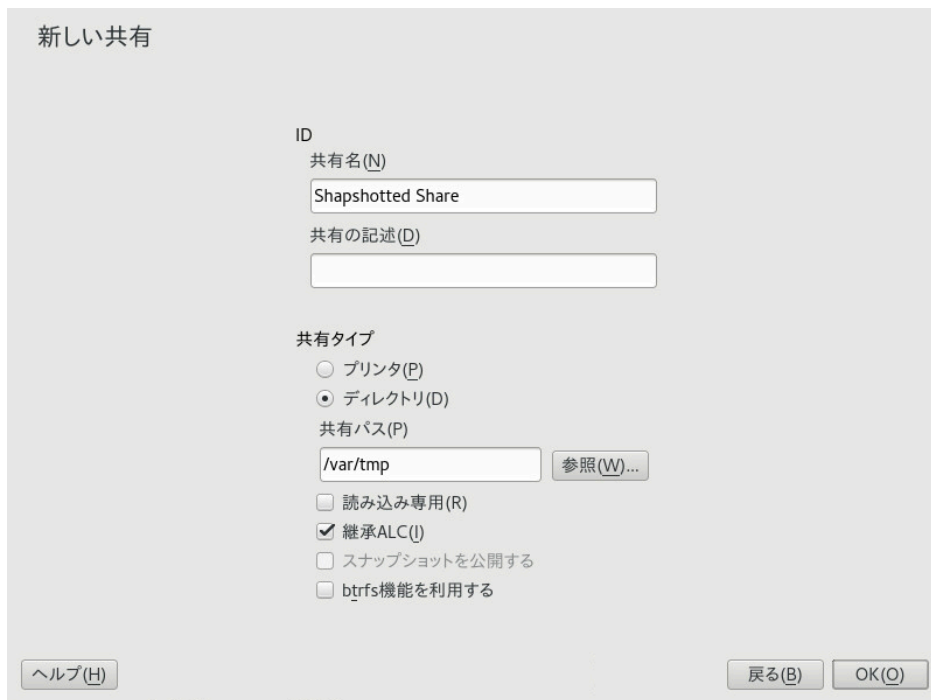 新しい共有
ID
共有名(N)
Shapshotted Share
共有の記述(D)
共有タイプ
プリンタ(P)
ディレクトリ(D)
共有パス(P)
/var/tmp
参照(W)...
読み込み専用(R)
継承ALC(I)
スナップショットを公開する
btrfs機能を利用する
ヘルプ(H)
戻る(B)
OK(O)